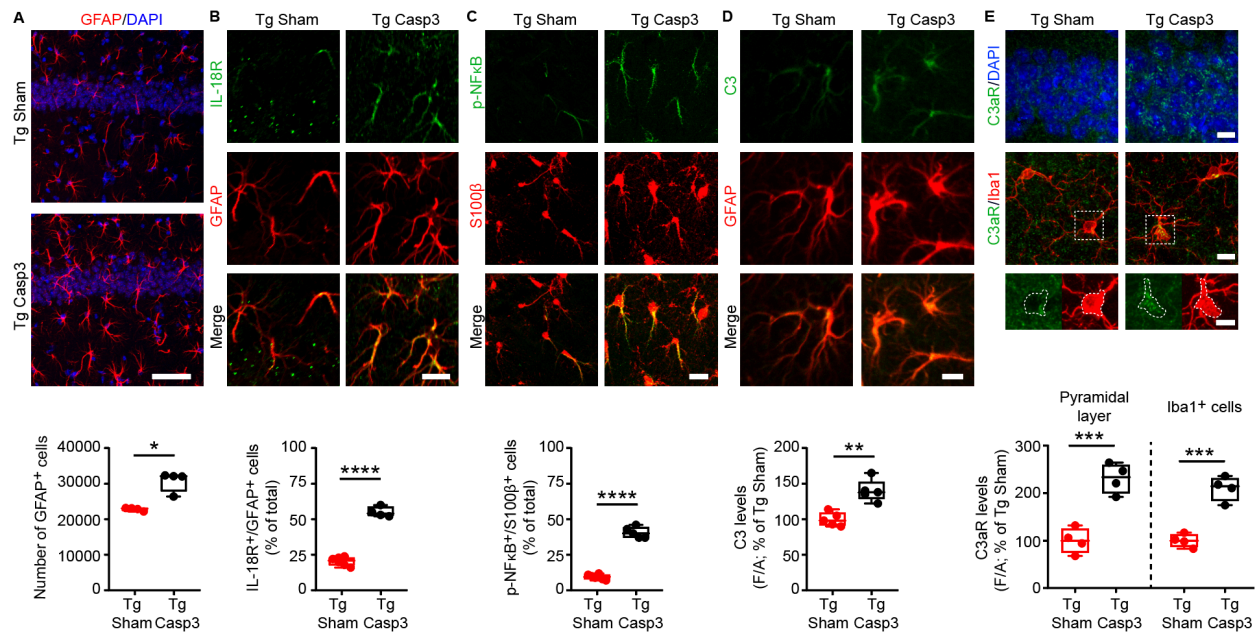 A
GFAP/DAPI
Tg Sham
Tg Casp3
B
Tg Sham
Tg Casp3
IL-18R
GFAP
Merge
C
Tg Sham
Tg Casp3
p-NFκB
S100β
Merge
D
Tg Sham
Tg Casp3
C3
GFAP
Merge
E
Tg Sham
Tg Casp3
C3aR/DAPI
C3aR/Iba1
Number of GFAP⁺ cells
40000
30000
20000
10000
0
*
Tg
Sham
Tg
Casp3
IL-18R⁺/GFAP⁺ cells
(% of total)
100
75
50
25
0
****
Tg
Sham
Tg
Casp3
p-NFκB⁺/S100β⁺ cells
(% of total)
100
75
50
25
0
****
Tg
Sham
Tg
Casp3
C3 levels
(F/A; % of Tg Sham)
200
150
100
50
0
**
Tg
Sham
Tg
Casp3
Pyramidal
layer
Iba1⁺ cells
C3aR levels
(F/A; % of Tg Sham)
300
200
100
0
***
***
Tg
Sham
Tg
Casp3
Tg
Sham
Tg
Casp3